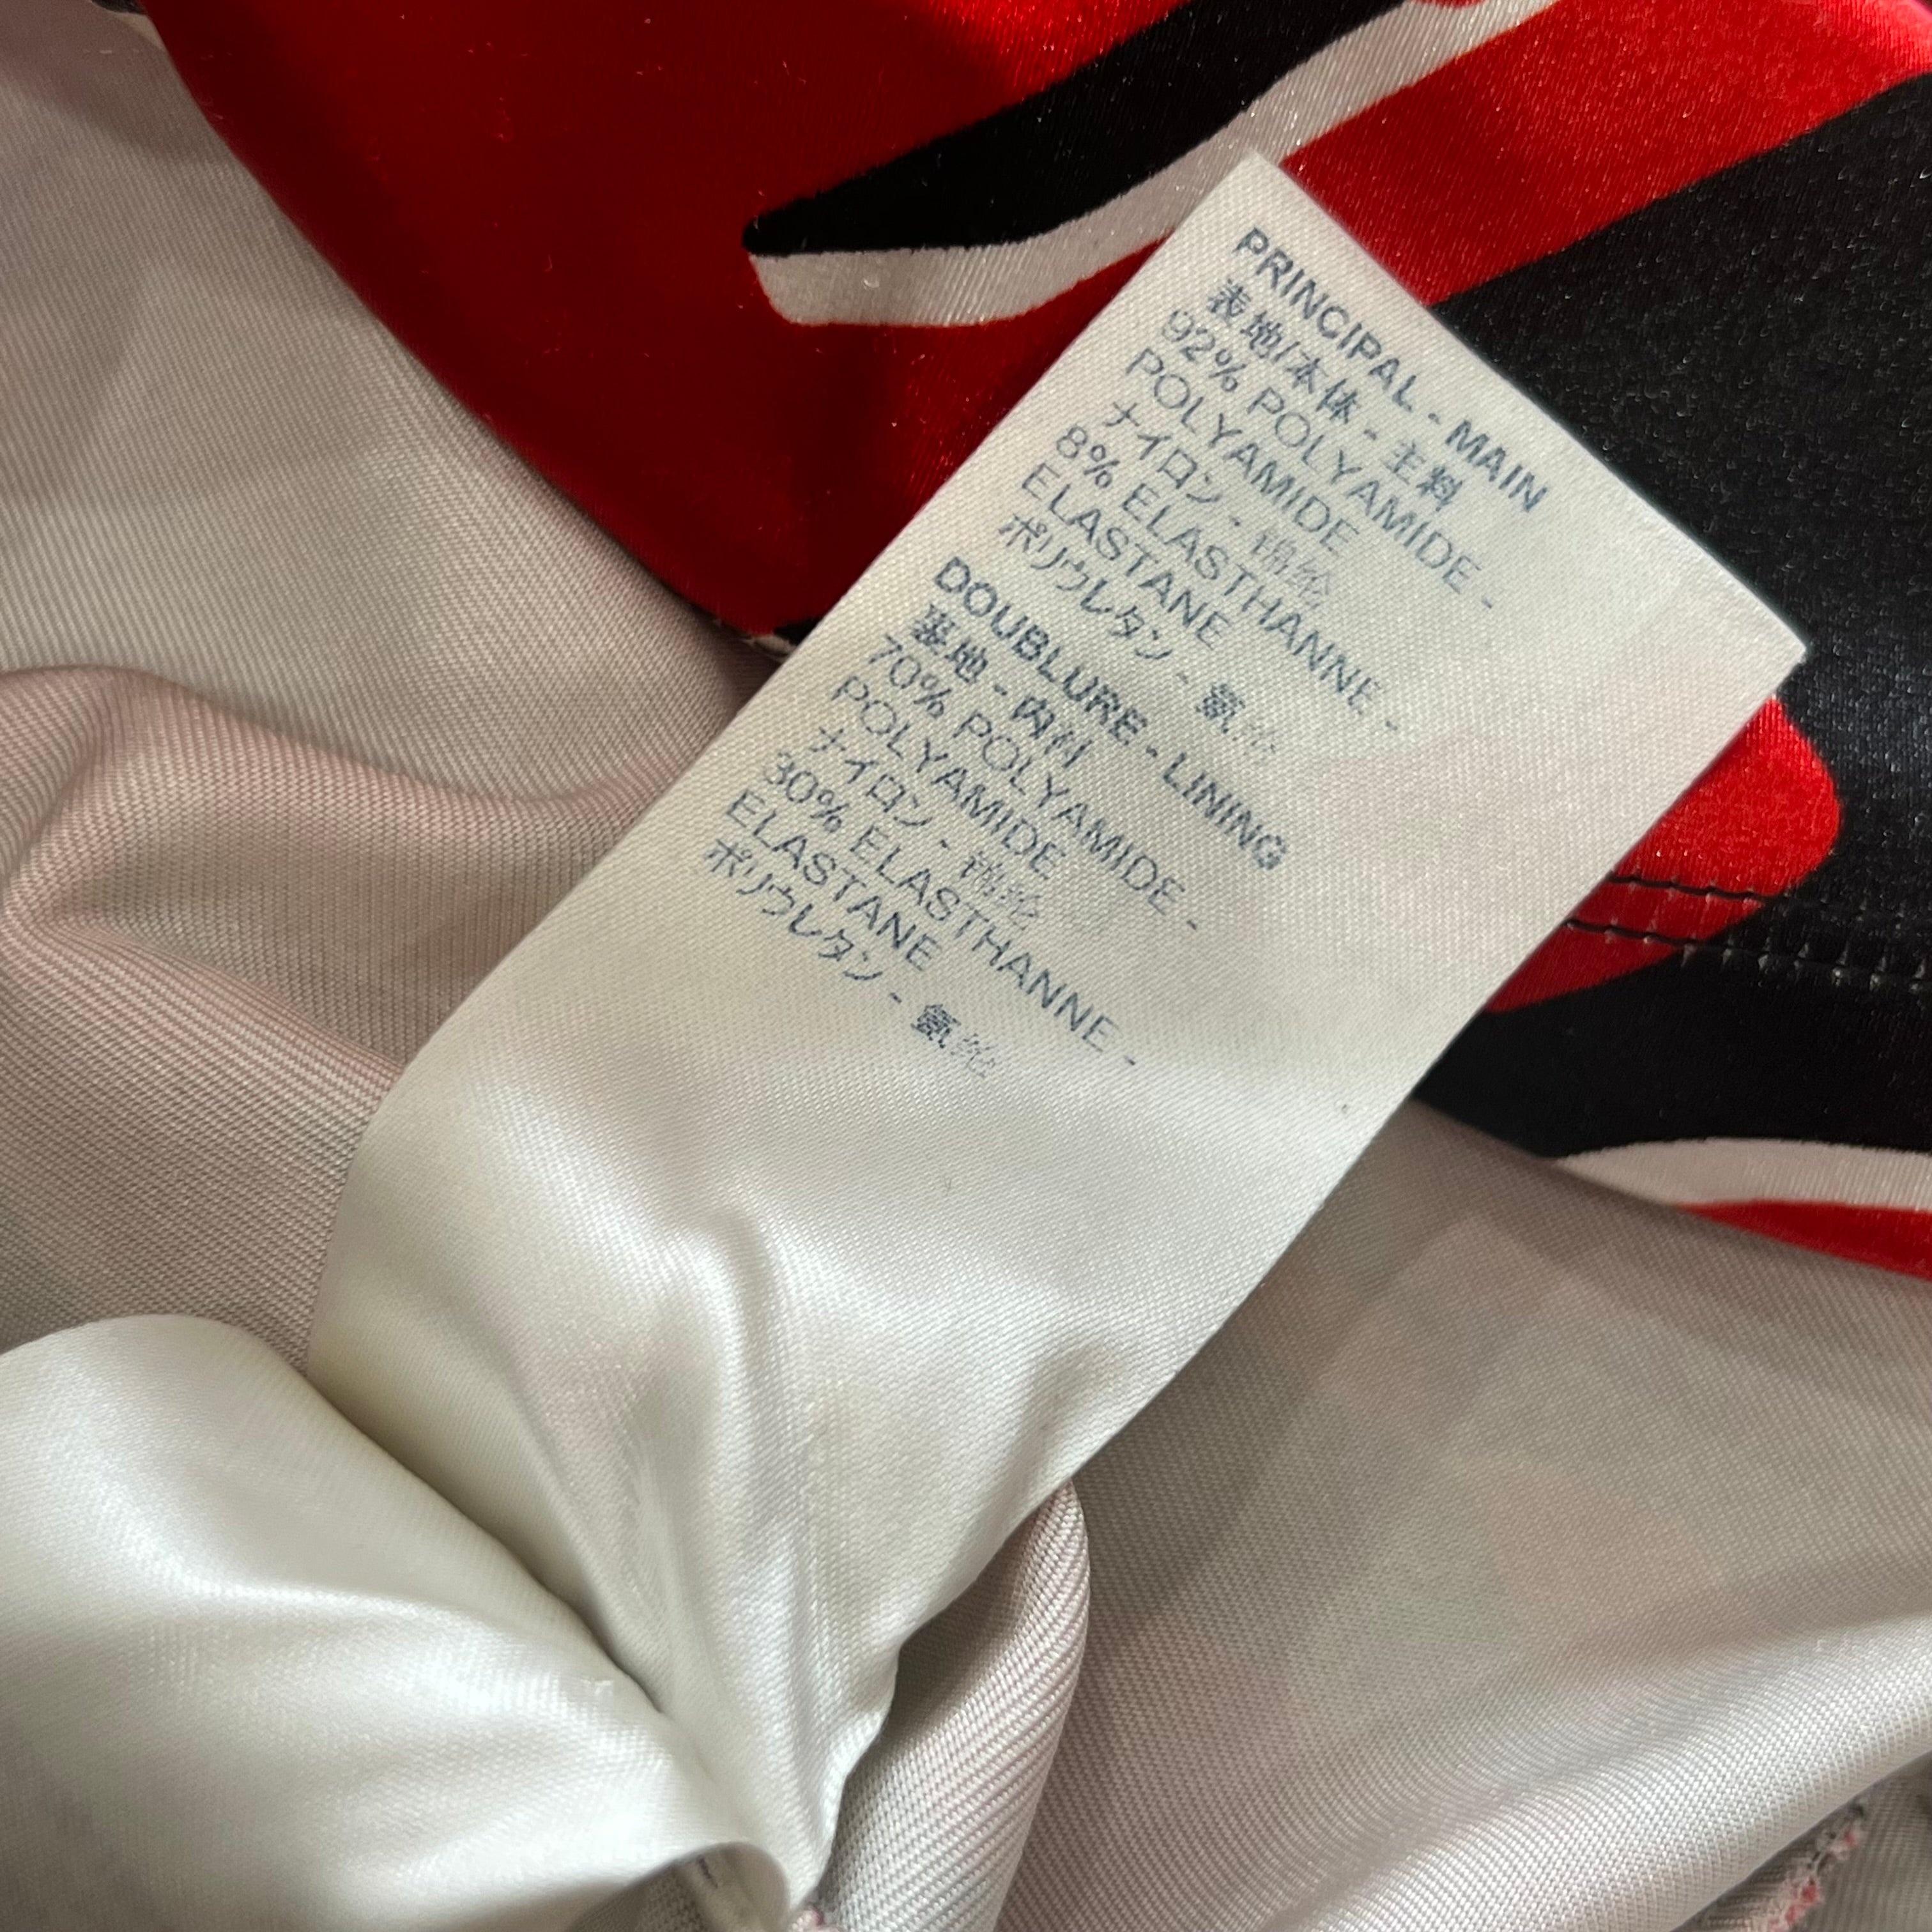 PRINCIPAL - MAIN
表地/本体 - 主料
92% POLYAMIDE -
POLYAMIDE
ナイロン - 锦纶
8% ELASTHANNE -
ELASTANE
ポリウレタン - 氨纶
DOUBLURE - LINING
裏地 - 内衬
70% POLYAMIDE -
POLYAMIDE
ナイロン - 锦纶
30% ELASTHANNE -
ELASTANE
ポリウレタン - 氨纶